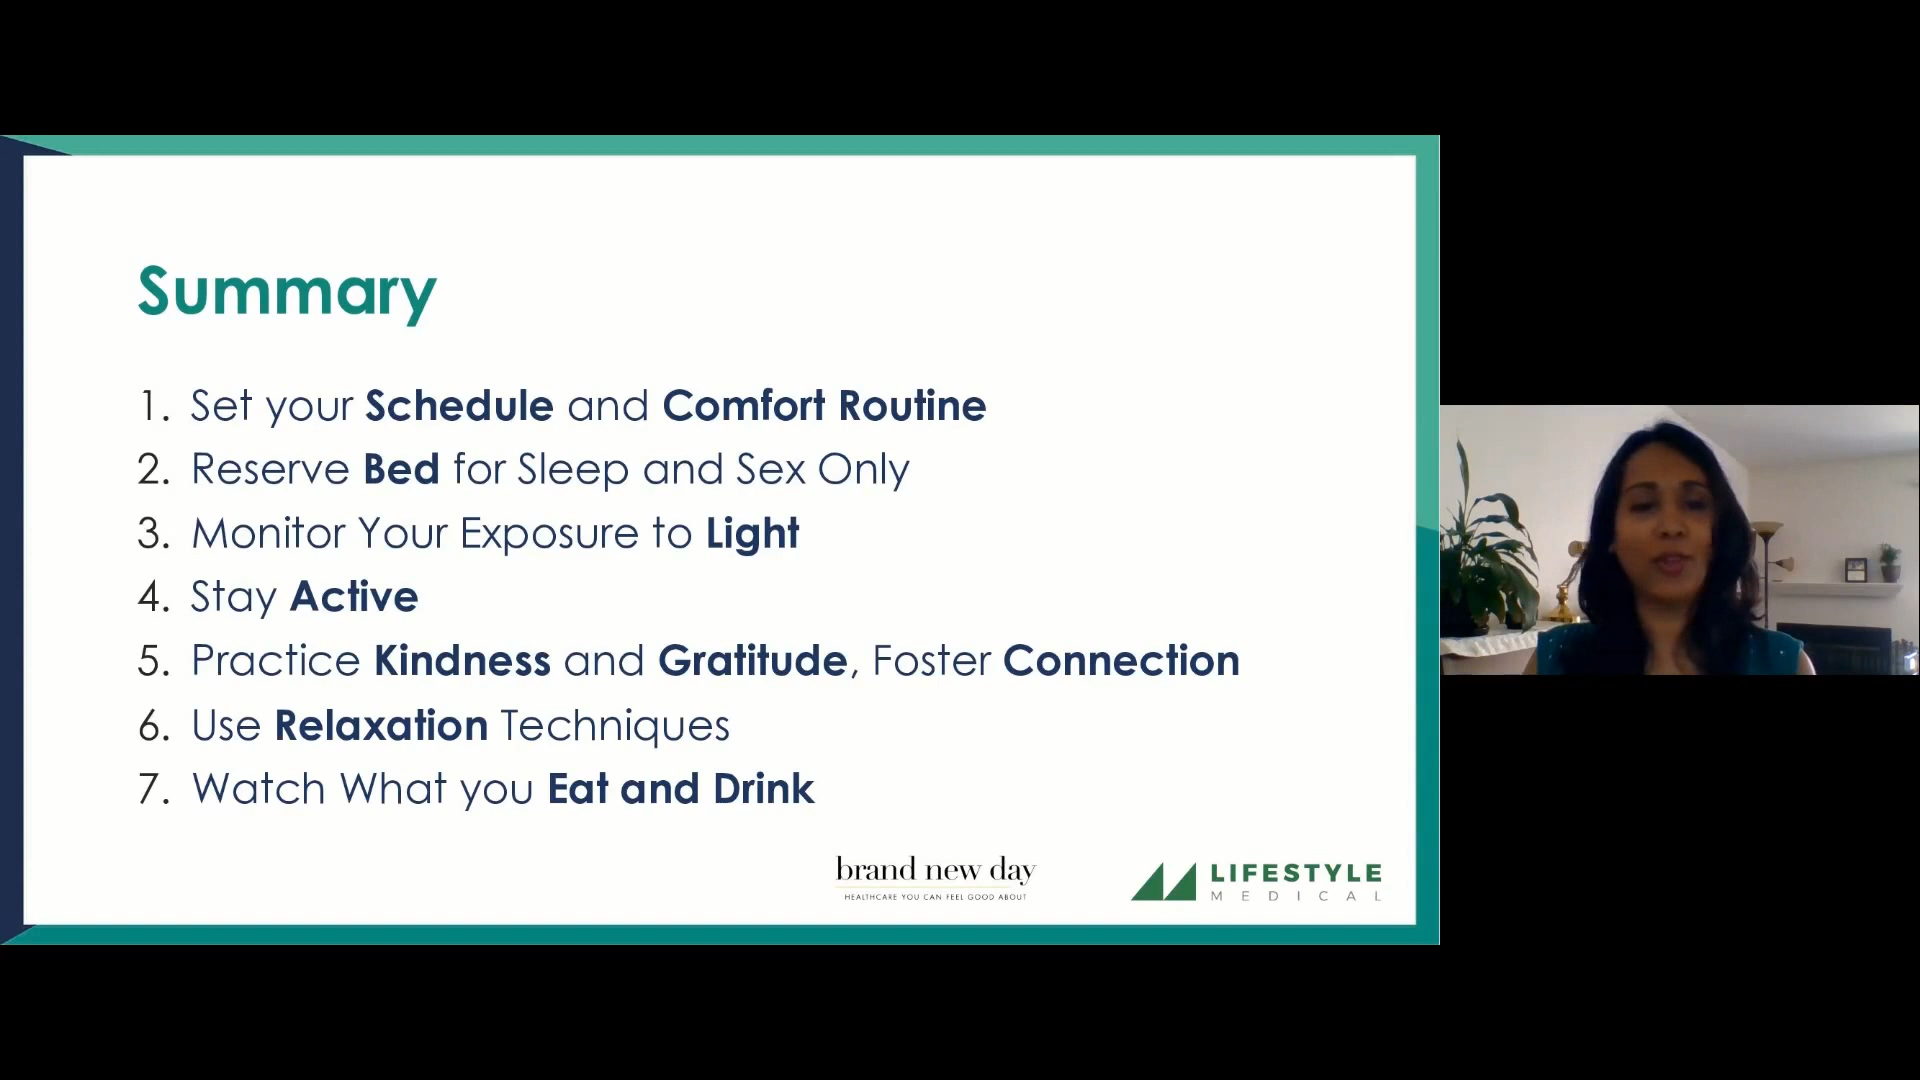 Summary
1. Set your Schedule and Comfort Routine
2. Reserve Bed for Sleep and Sex Only
3. Monitor Your Exposure to Light
4. Stay Active
5. Practice Kindness and Gratitude, Foster Connection
6. Use Relaxation Techniques
7. Watch What you Eat and Drink
brand new day
HEALTHCARE YOU CAN FEEL GOOD ABOUT
LIFESTYLE
MEDICAL